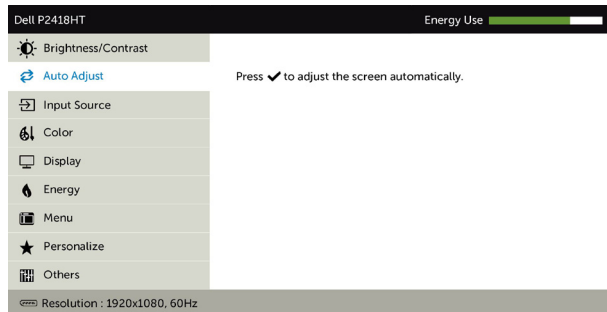 Dell P2418HT
Energy Use
Brightness/Contrast
Auto Adjust
Press ✔ to adjust the screen automatically.
Input Source
Color
Display
Energy
Menu
Personalize
Others
Resolution : 1920x1080, 60Hz